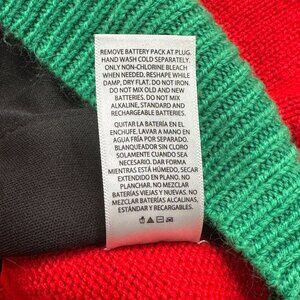 REMOVE BATTERY PACK AT PLUG.
HAND WASH COLD SEPARATELY.
ONLY NON-CHLORINE BLEACH
WHEN NEEDED, RESHAPE WHILE
DAMP, DRY FLAT. DO NOT IRON.
DO NOT MIX OLD AND NEW
BATTERIES. DO NOT MIX
ALKALINE, STANDARD AND
RECHARGEABLE BATTERIES.
QUITAR LA BATERÍA EN EL
ENCHUFE, LAVAR A MANO EN
AGUA FRÍA POR SEPARADO.
BLANQUEADOR SIN CLORO
SOLAMENTE CUANDO SEA
NECESARIO. DAR FORMA
MIENTRAS ESTÁ HÚMEDO, SECAR
EXTENDIDO EN PLANO. NO
PLANCHAR. NO MEZCLAR
BATERÍAS VIEJAS Y NUEVAS. NO
MEZCLAR BATERÍAS ALCALINAS,
ESTÁNDAR Y RECARGABLES.